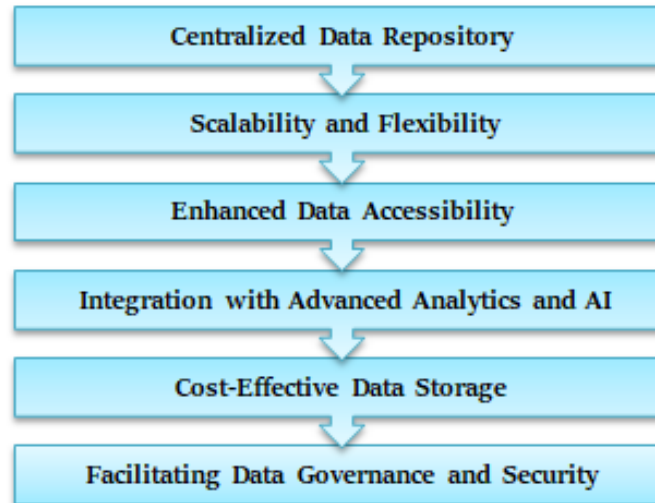 Centralized Data Repository
Scalability and Flexibility
Enhanced Data Accessibility
Integration with Advanced Analytics and AI
Cost-Effective Data Storage
Facilitating Data Governance and Security